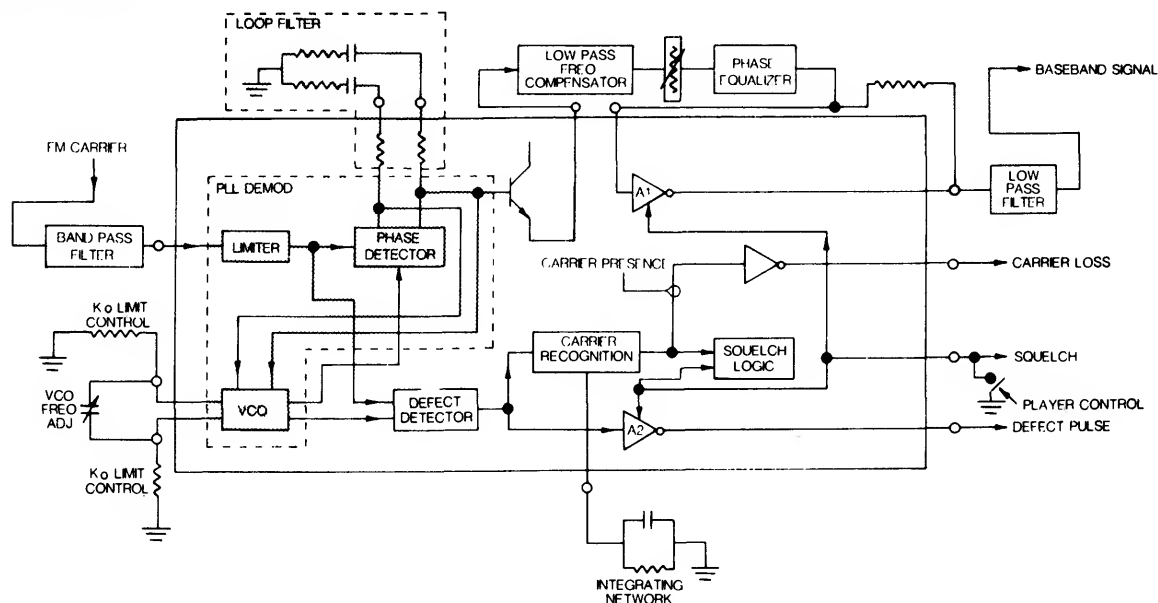 LOOP FILTER
LOW PASS
FREQ
COMPENSATOR
PHASE
EQUALIZER
BASEBAND SIGNAL
FM CARRIER
PLL DEMOD
A1
LOW
PASS
FILTER
BAND PASS
FILTER
LIMITER
PHASE
DETECTOR
CARRIER PRESENCE
CARRIER LOSS
Ko LIMIT
CONTROL
CARRIER
RECOGNITION
SQUELCH
LOGIC
SQUELCH
VCO
FREQ
ADJ
VCO
DEFECT
DETECTOR
A2
PLAYER CONTROL
DEFECT PULSE
Ko LIMIT
CONTROL
INTEGRATING
NETWORK